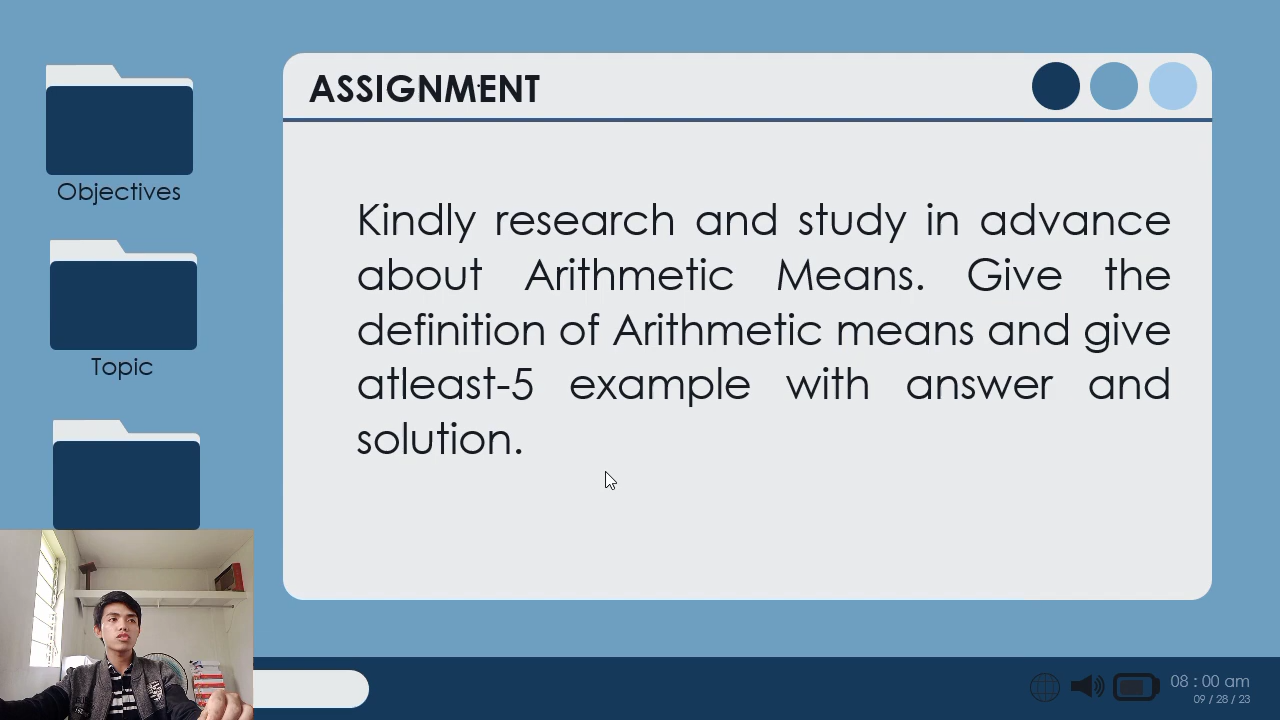 ASSIGNMENT
Objectives
Kindly research and study in advance
about Arithmetic Means. Give the
definition of Arithmetic means and give
atleast-5 example with answer and
solution.
Topic
08 : 00 am
09 / 28 / 23